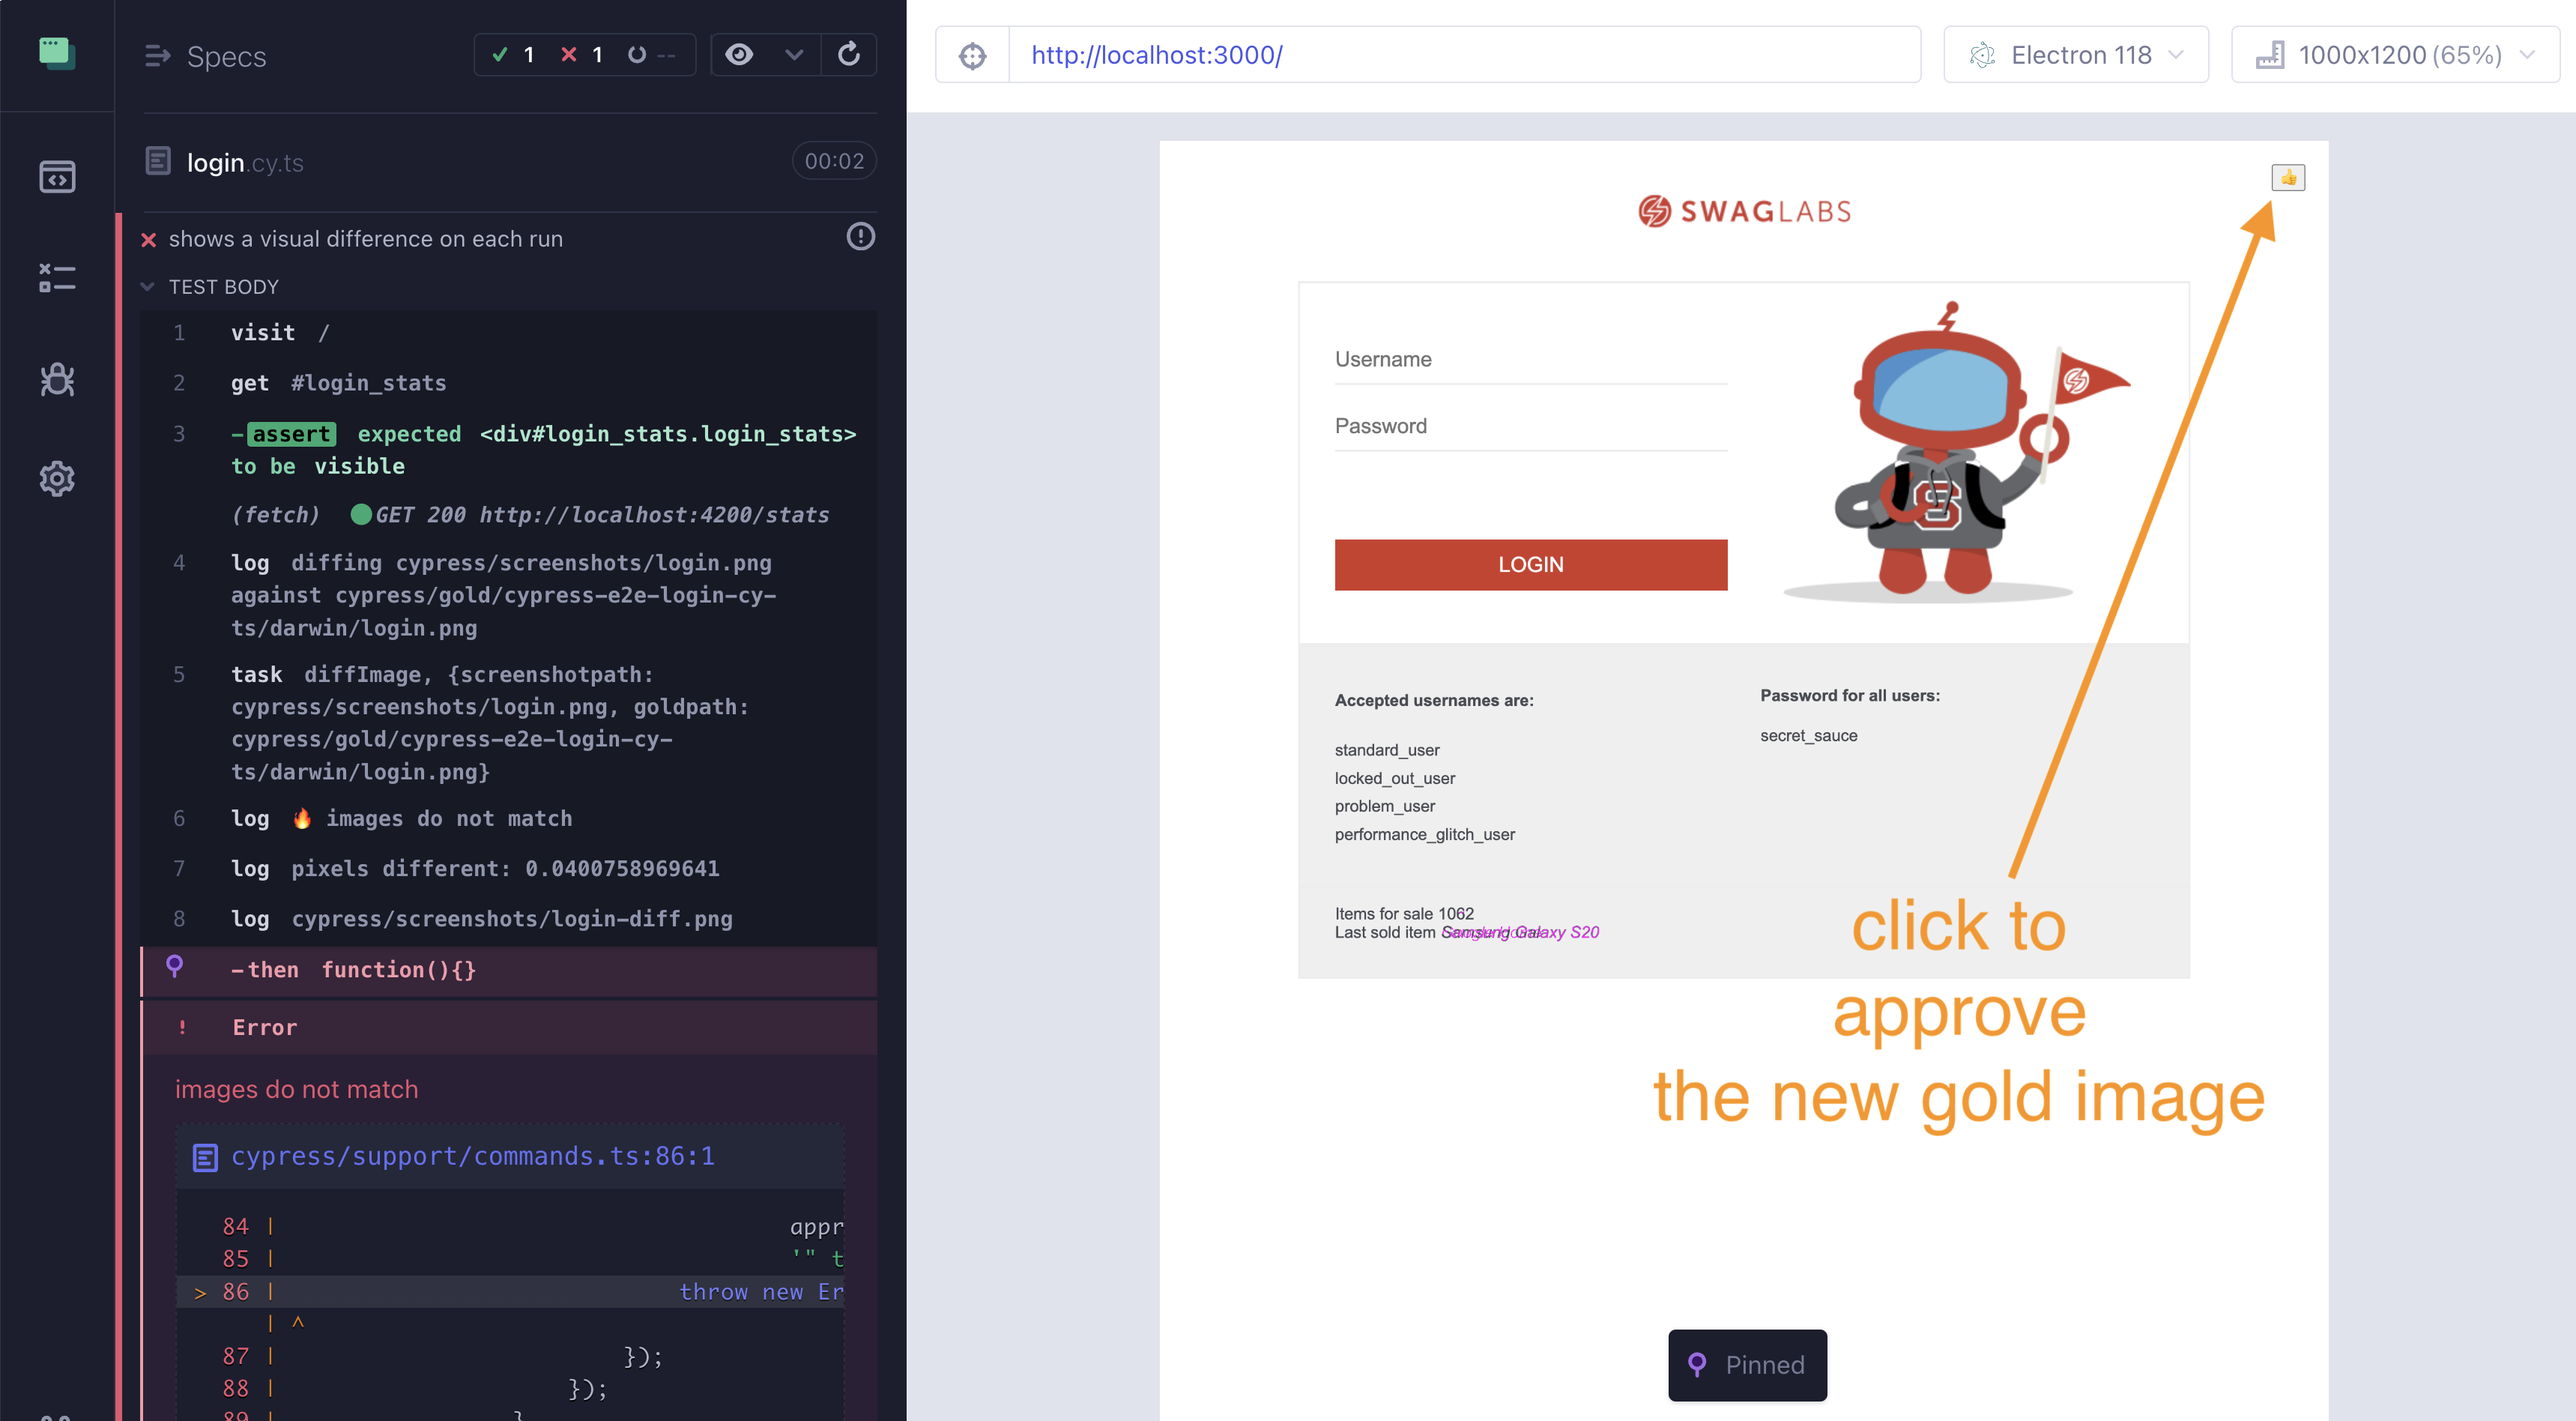 Specs
1 1 --
login.cy.ts 00:02
shows a visual difference on each run
TEST BODY
1 visit /
2 get #login_stats
3 -assert expected <div#login_stats.login_stats>
to be visible
(fetch) GET 200 http://localhost:4200/stats
4 log diffing cypress/screenshots/login.png
against cypress/gold/cypress-e2e-login-cy-
ts/darwin/login.png
5 task diffImage, {screenshotpath:
cypress/screenshots/login.png, goldpath:
cypress/gold/cypress-e2e-login-cy-
ts/darwin/login.png}
6 log 🔥 images do not match
7 log pixels different: 0.0400758969641
8 log cypress/screenshots/login-diff.png
-then function(){}
! Error
images do not match
cypress/support/commands.ts:86:1
84 | appr
85 | '" t
> 86 | throw new Er
| ^
87 | });
88 | });
89 | }
http://localhost:3000/
Electron 118
1000x1200 (65%)
👍
SWAGLABS
Username
Password
LOGIN
S
Accepted usernames are:
standard_user
locked_out_user
problem_user
performance_glitch_user
Password for all users:
secret_sauce
Items for sale 1062
Last sold item Samsung Galaxy S20
click to
approve
the new gold image
Pinned